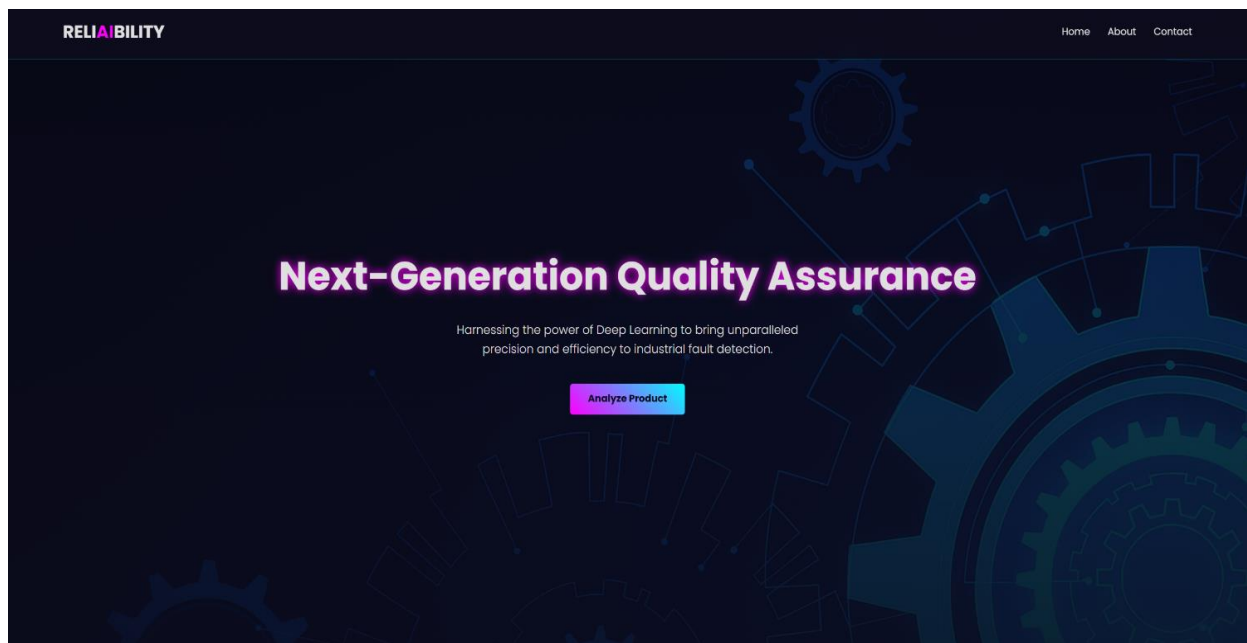 RELIAIBILITY
Home About Contact
Next-Generation Quality Assurance
Harnessing the power of Deep Learning to bring unparalleled
precision and efficiency to industrial fault detection.
Analyze Product